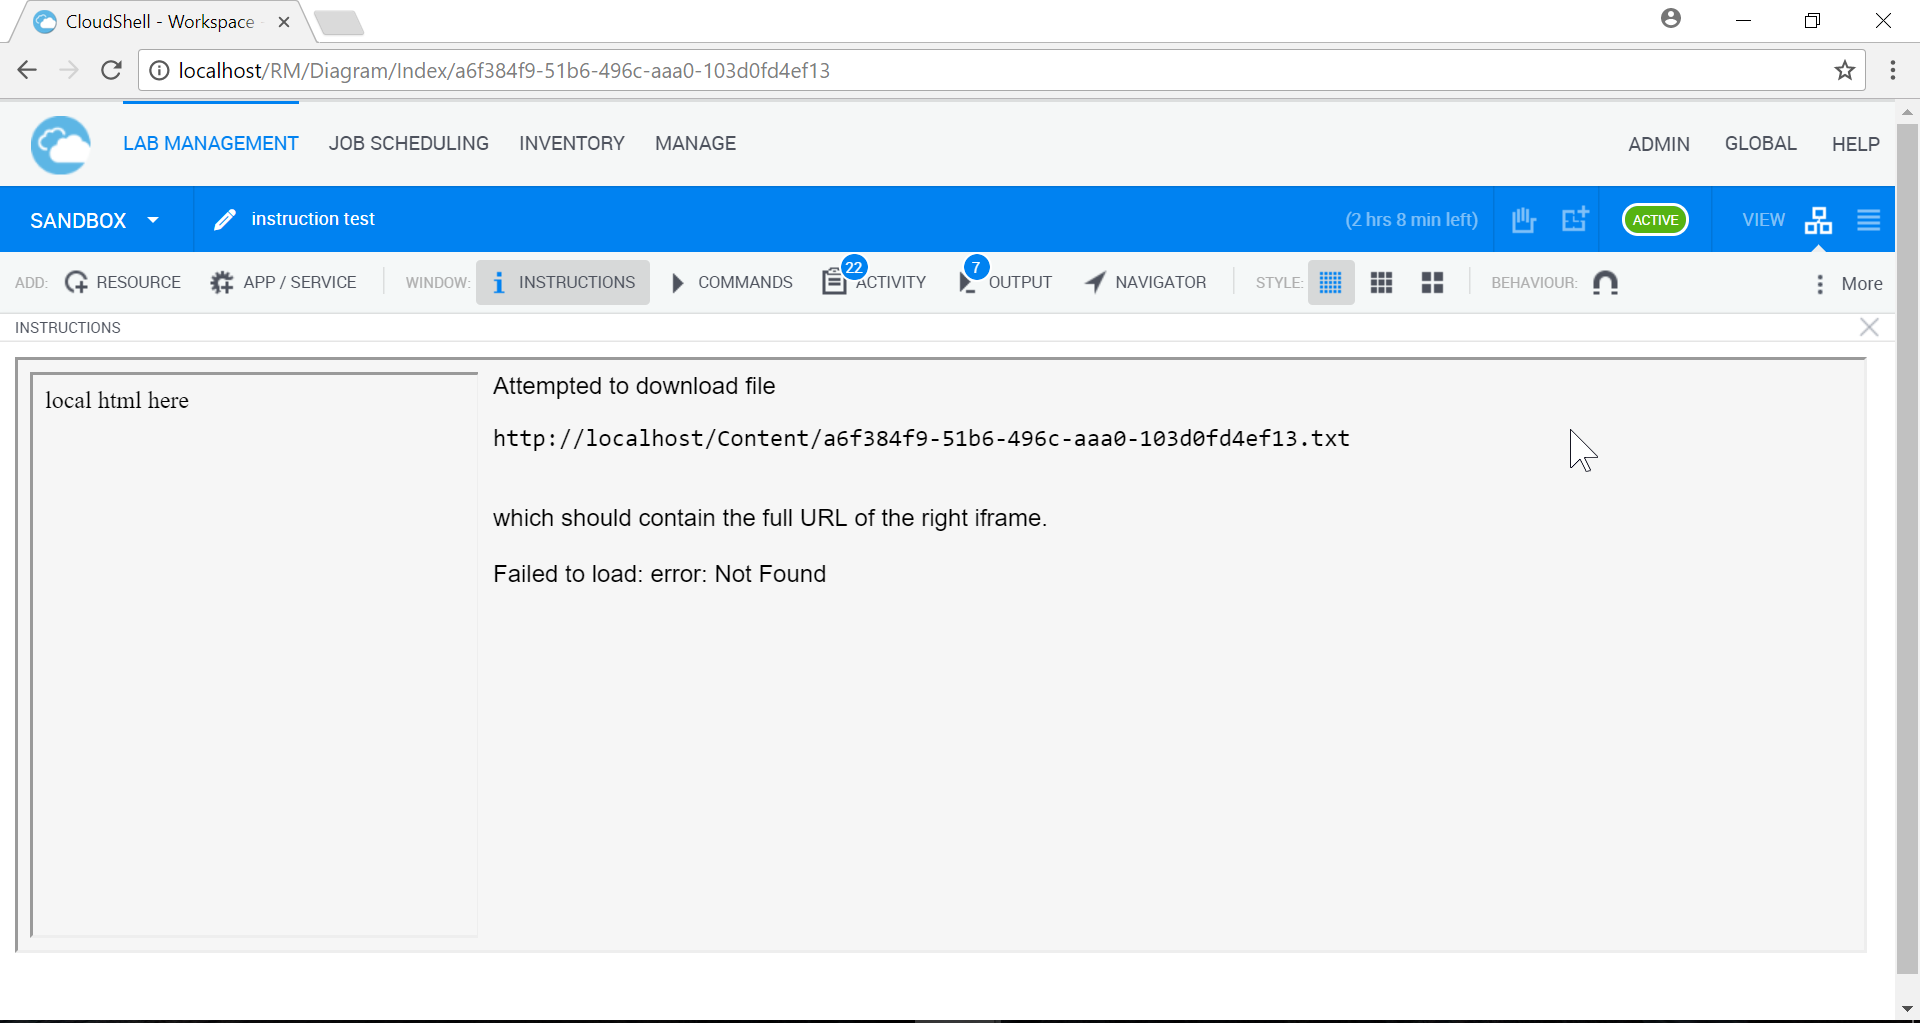 CloudShell - Workspace
localhost/RM/Diagram/Index/a6f384f9-51b6-496c-aaa0-103d0fd4ef13
LAB MANAGEMENT JOB SCHEDULING INVENTORY MANAGE ADMIN GLOBAL HELP
SANDBOX instruction test (2 hrs 8 min left) ACTIVE VIEW
ADD: RESOURCE APP / SERVICE WINDOW: INSTRUCTIONS COMMANDS 22 ACTIVITY 7 OUTPUT NAVIGATOR STYLE: BEHAVIOUR: More
INSTRUCTIONS
local html here
Attempted to download file
http://localhost/Content/a6f384f9-51b6-496c-aaa0-103d0fd4ef13.txt
which should contain the full URL of the right iframe.
Failed to load: error: Not Found